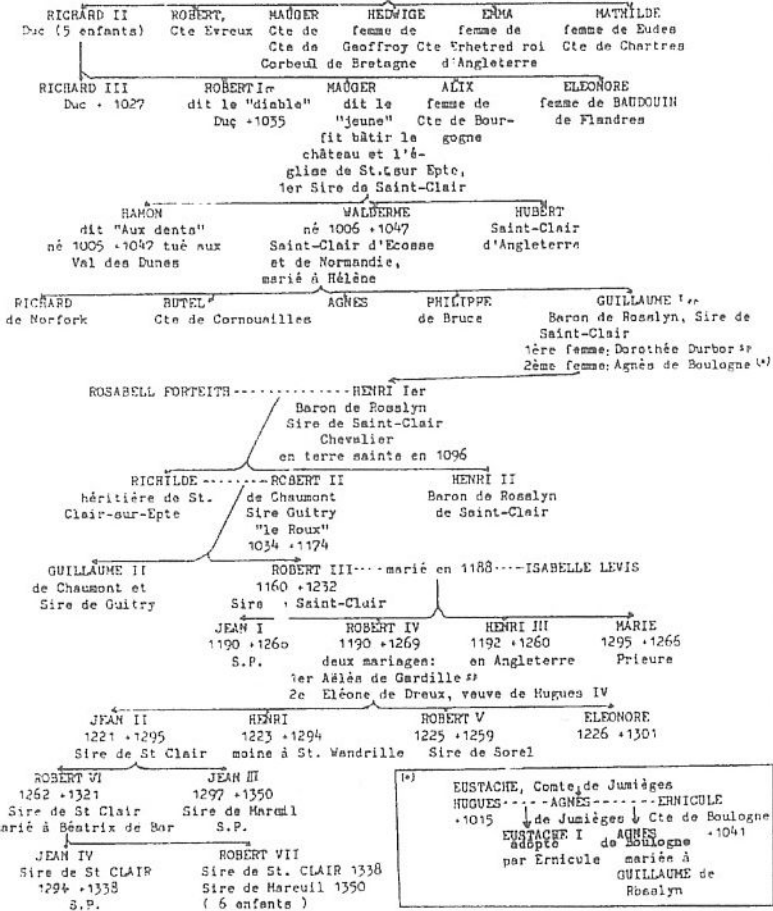 RICHARD II ROBERT, MAUGER HEDWIGE EMMA MATHILDE
Duc (5 enfants) Cte Evreux Cte de femme de femme de femme de Eudes
Cte de Geoffroy Cte Erhetred roi Cte de Chartres
Corbeul de Bretagne d'Angleterre
RICHARD III ROBERT Ier MAUGER ALIX ELEONORE
Duc + 1027 dit le "diable" dit le femme de femme de BAUDOUIN
Duc +1035 "jeune" Cte de Bour- de Flandres
fit bâtir le gogne
château et l'é-
glise de St.sur Epte,
1er Sire de Saint-Clair
HAMON WALDERME HUBERT
dit "Aux dents" né 1006 +1047 Saint-Clair
né 1005 +1047 tué aux Saint-Clair d'Ecosse d'Angleterre
Val des Dunes et de Normandie,
marié à Hélène
RICHARD BUTEL AGNES PHILIPPE GUILLAUME Ier
de Norfork Cte de Cornouailles de Bruce Baron de Rosslyn, Sire de
Saint-Clair
1ère femme: Dorothée Durbor sp
2ème femme: Agnès de Boulogne (*)
ROSABELL FORTEITH - - - - - - - - HENRI Ier
Baron de Rosslyn
Sire de Saint-Clair
Chevalier
en terre sainte en 1096
RICHILDE - - - - - - - - ROBERT II HENRI II
héritière de St. de Chaumont Baron de Rosslyn
Clair-sur-Epte Sire Guitry de Saint-Clair
"le Roux"
1034 +1174
GUILLAUME II ROBERT III - - - - marié en 1188 - - - - ISABELLE LEVIS
de Chaumont et 1160 +1232
Sire de Guitry Sire Saint-Clair
JEAN I ROBERT IV HENRI III MARIE
1190 +1260 1190 +1269 1192 +1260 1295 +1266
S.P. deux mariages: en Angleterre Prieure
1er Aëlès de Gardille sp
2e Eléone de Dreux, veuve de Hugues IV
JEAN II HENRI ROBERT V ELEONORE
1221 +1295 1223 +1294 1225 +1259 1226 +1301
Sire de St Clair moine à St. Wandrille Sire de Sorel
ROBERT VI JEAN III
1262 +1321 1297 +1350
Sire de St Clair Sire de Mareuil
arié à Béatrix de Bar S.P.
JEAN IV ROBERT VII
Sire de St CLAIR Sire de St. CLAIR 1338
1294 +1338 Sire de Mareuil 1350
S.P. ( 6 enfants )
(*)
EUSTACHE, Comte de Jumièges
HUGUES - - - - - AGNES - - - - - - - ERNICULE
+1015 de Jumièges Cte de Boulogne
EUSTACHE I AGNES +1041
adopté de Boulogne
par Ernicule mariée à
GUILLAUME de
Rosslyn